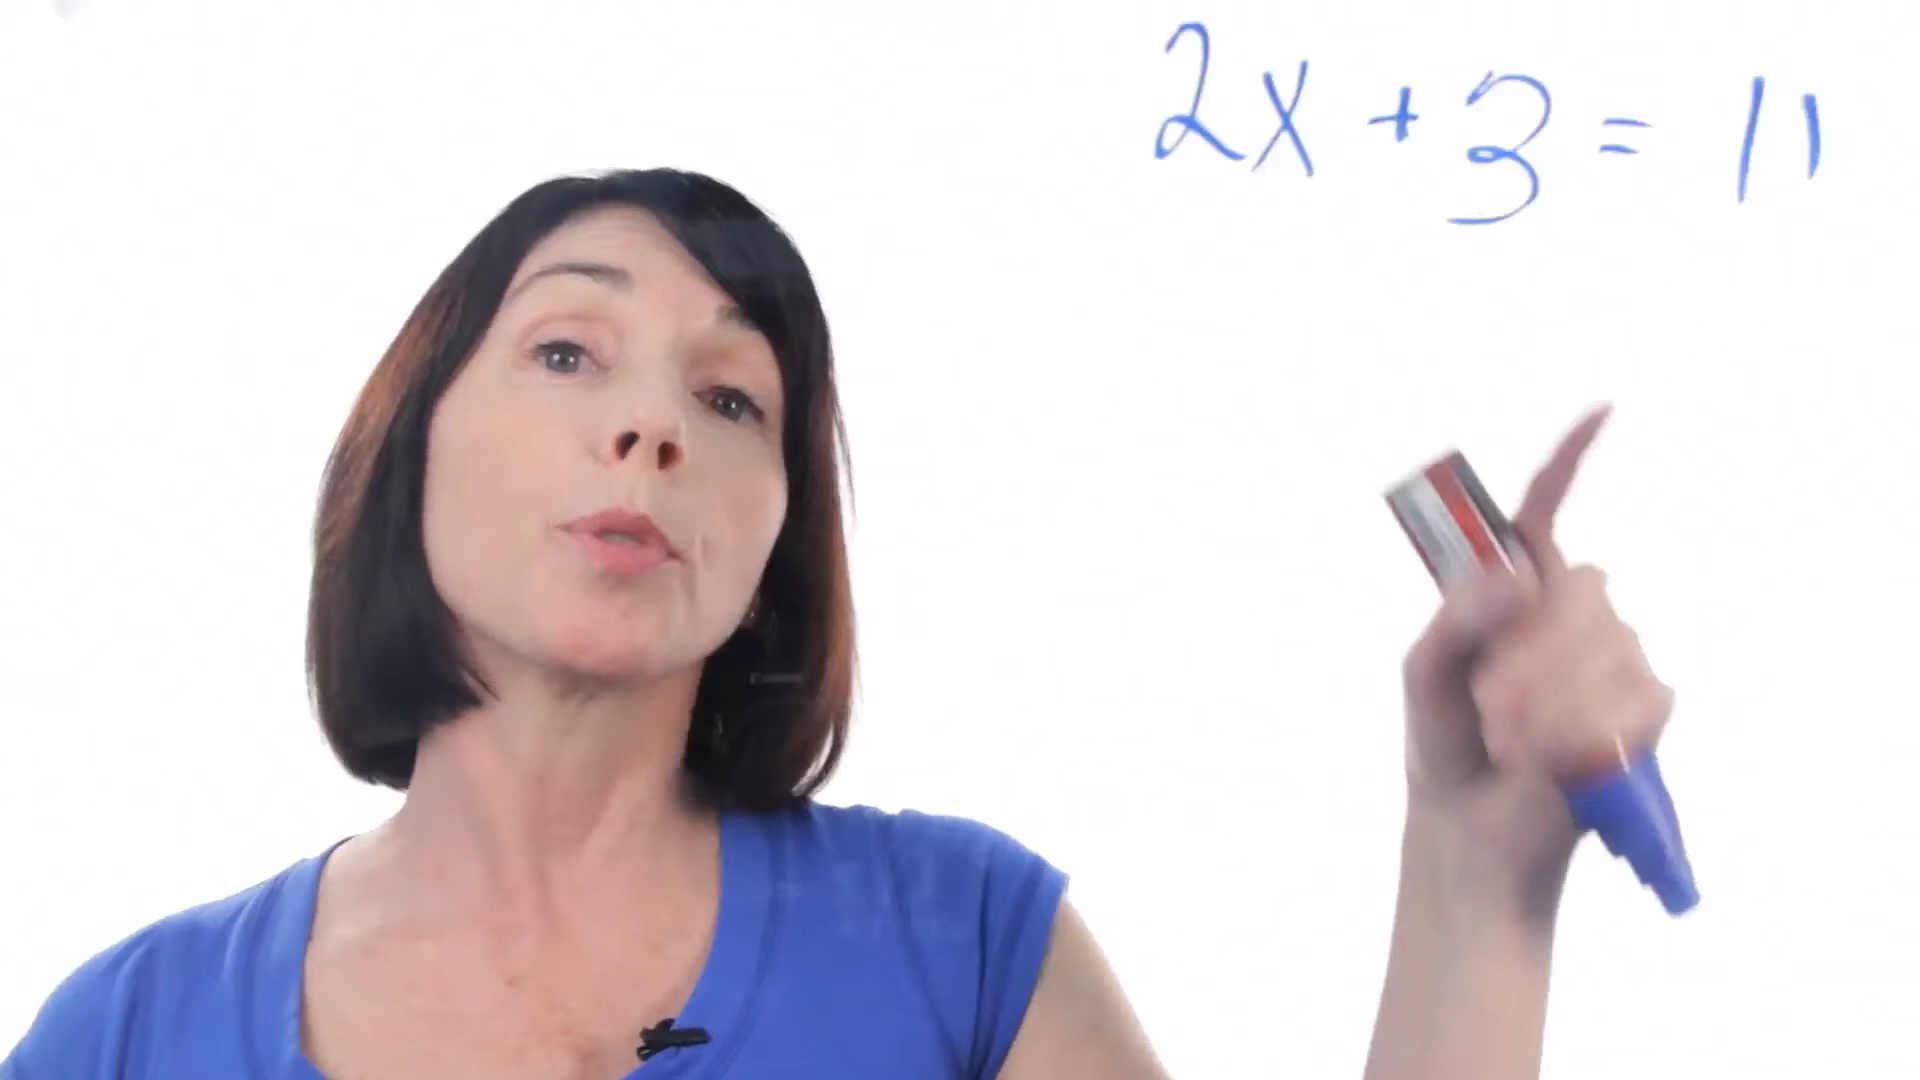 2x + 3 = 11